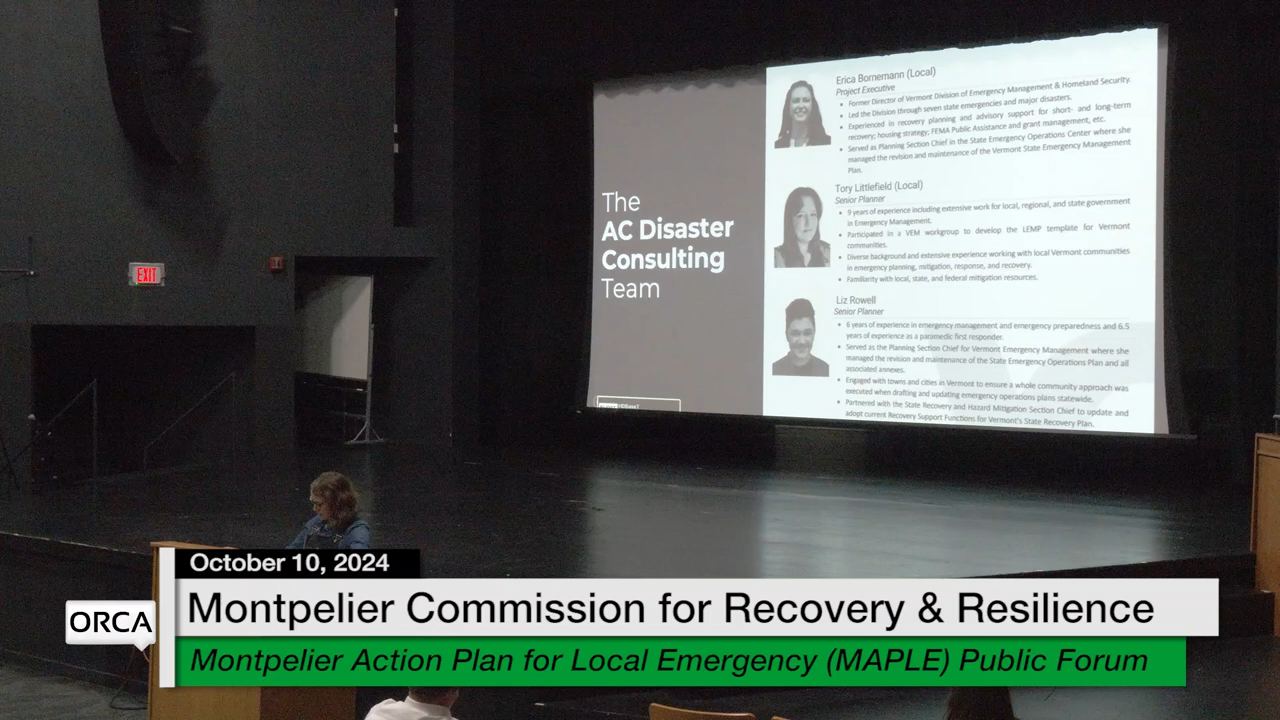 The
AC Disaster
Consulting
Team
Erica Bornemann (Local)
Project Executive
• Former Director of Vermont Division of Emergency Management & Homeland Security.
• Led the Division through seven state emergencies and major disasters.
• Experienced in recovery planning and advisory support for short- and long-term
recovery; housing strategy; FEMA Public Assistance and grant management, etc.
• Served as Planning Section Chief in the State Emergency Operations Center where she
managed the revision and maintenance of the Vermont State Emergency Management
Plan.
Tory Littlefield (Local)
Senior Planner
• 9 years of experience including extensive work for local, regional, and state government
in Emergency Management.
• Participated in a VEM workgroup to develop the LEMP template for Vermont
communities.
• Diverse background and extensive experience working with local Vermont communities
in emergency planning, mitigation, response, and recovery.
• Familiarity with local, state, and federal mitigation resources.
Liz Rowell
Senior Planner
• 6 years of experience in emergency management and emergency preparedness and 6.5
years of experience as a paramedic first responder.
• Served as the Planning Section Chief for Vermont Emergency Management where she
managed the revision and maintenance of the State Emergency Operations Plan and all
associated annexes.
• Engaged with towns and cities in Vermont to ensure a whole community approach was
executed when drafting and updating emergency operations plans statewide.
• Partnered with the State Recovery and Hazard Mitigation Section Chief to update and
adopt current Recovery Support Functions for Vermont's State Recovery Plan.
EXIT
October 10, 2024
ORCA
Montpelier Commission for Recovery & Resilience
Montpelier Action Plan for Local Emergency (MAPLE) Public Forum